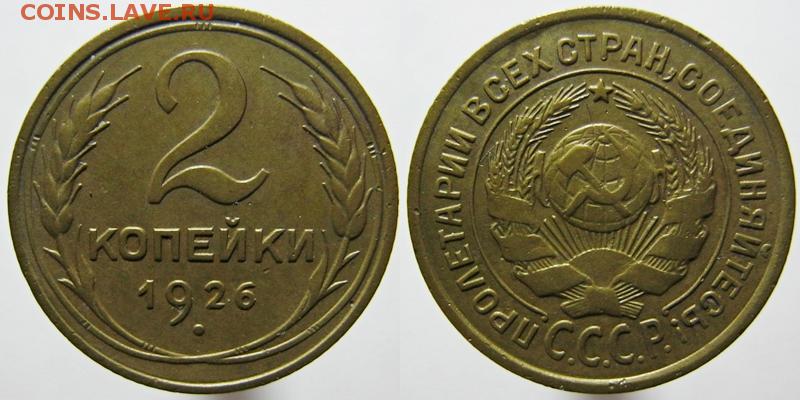 COINS.LAVE.RU
2
КОПЕЙКИ
1926
ПРОЛЕТАРИИ ВСЕХ СТРАН, СОЕДИНЯЙТЕСЬ!
С.С.С.Р.